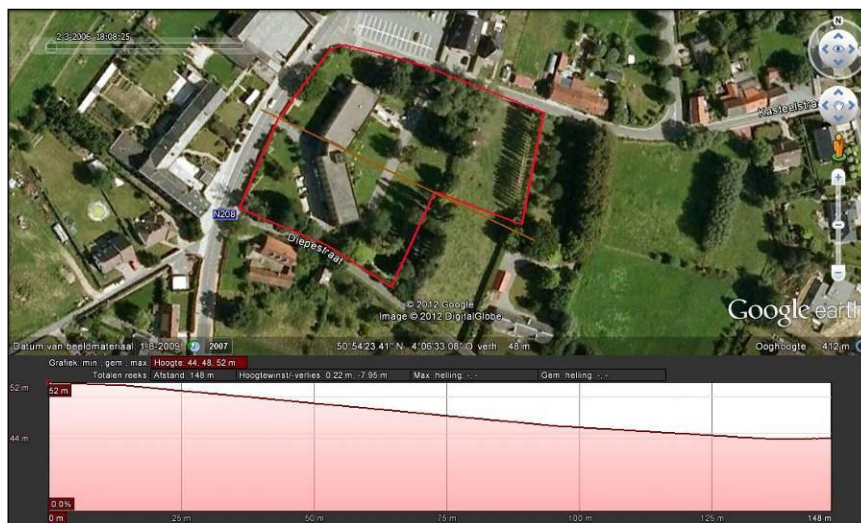 2-3-2006 18:08-25
N
Kasteelstraat
N208
Diepestraat
© 2012 Google
Image © 2012 DigitalGlobe
Google earth
Datum van beeldmateriaal: 1-6-2009 2007 50°54'23.41" N 4°06'33.08" O verh 48 m Ooghoogte 412 m
Grafiek: min., gem., max. Hoogte: 44, 48, 52 m
Totalen reeks: Afstand: 148 m Hoogtewinst/-verlies: 0.22 m, -7.95 m Max. helling: -, - Gem. helling: -, -
52 m
52 m
44 m
0.0%
0 m 25 m 50 m 75 m 100 m 125 m 148 m